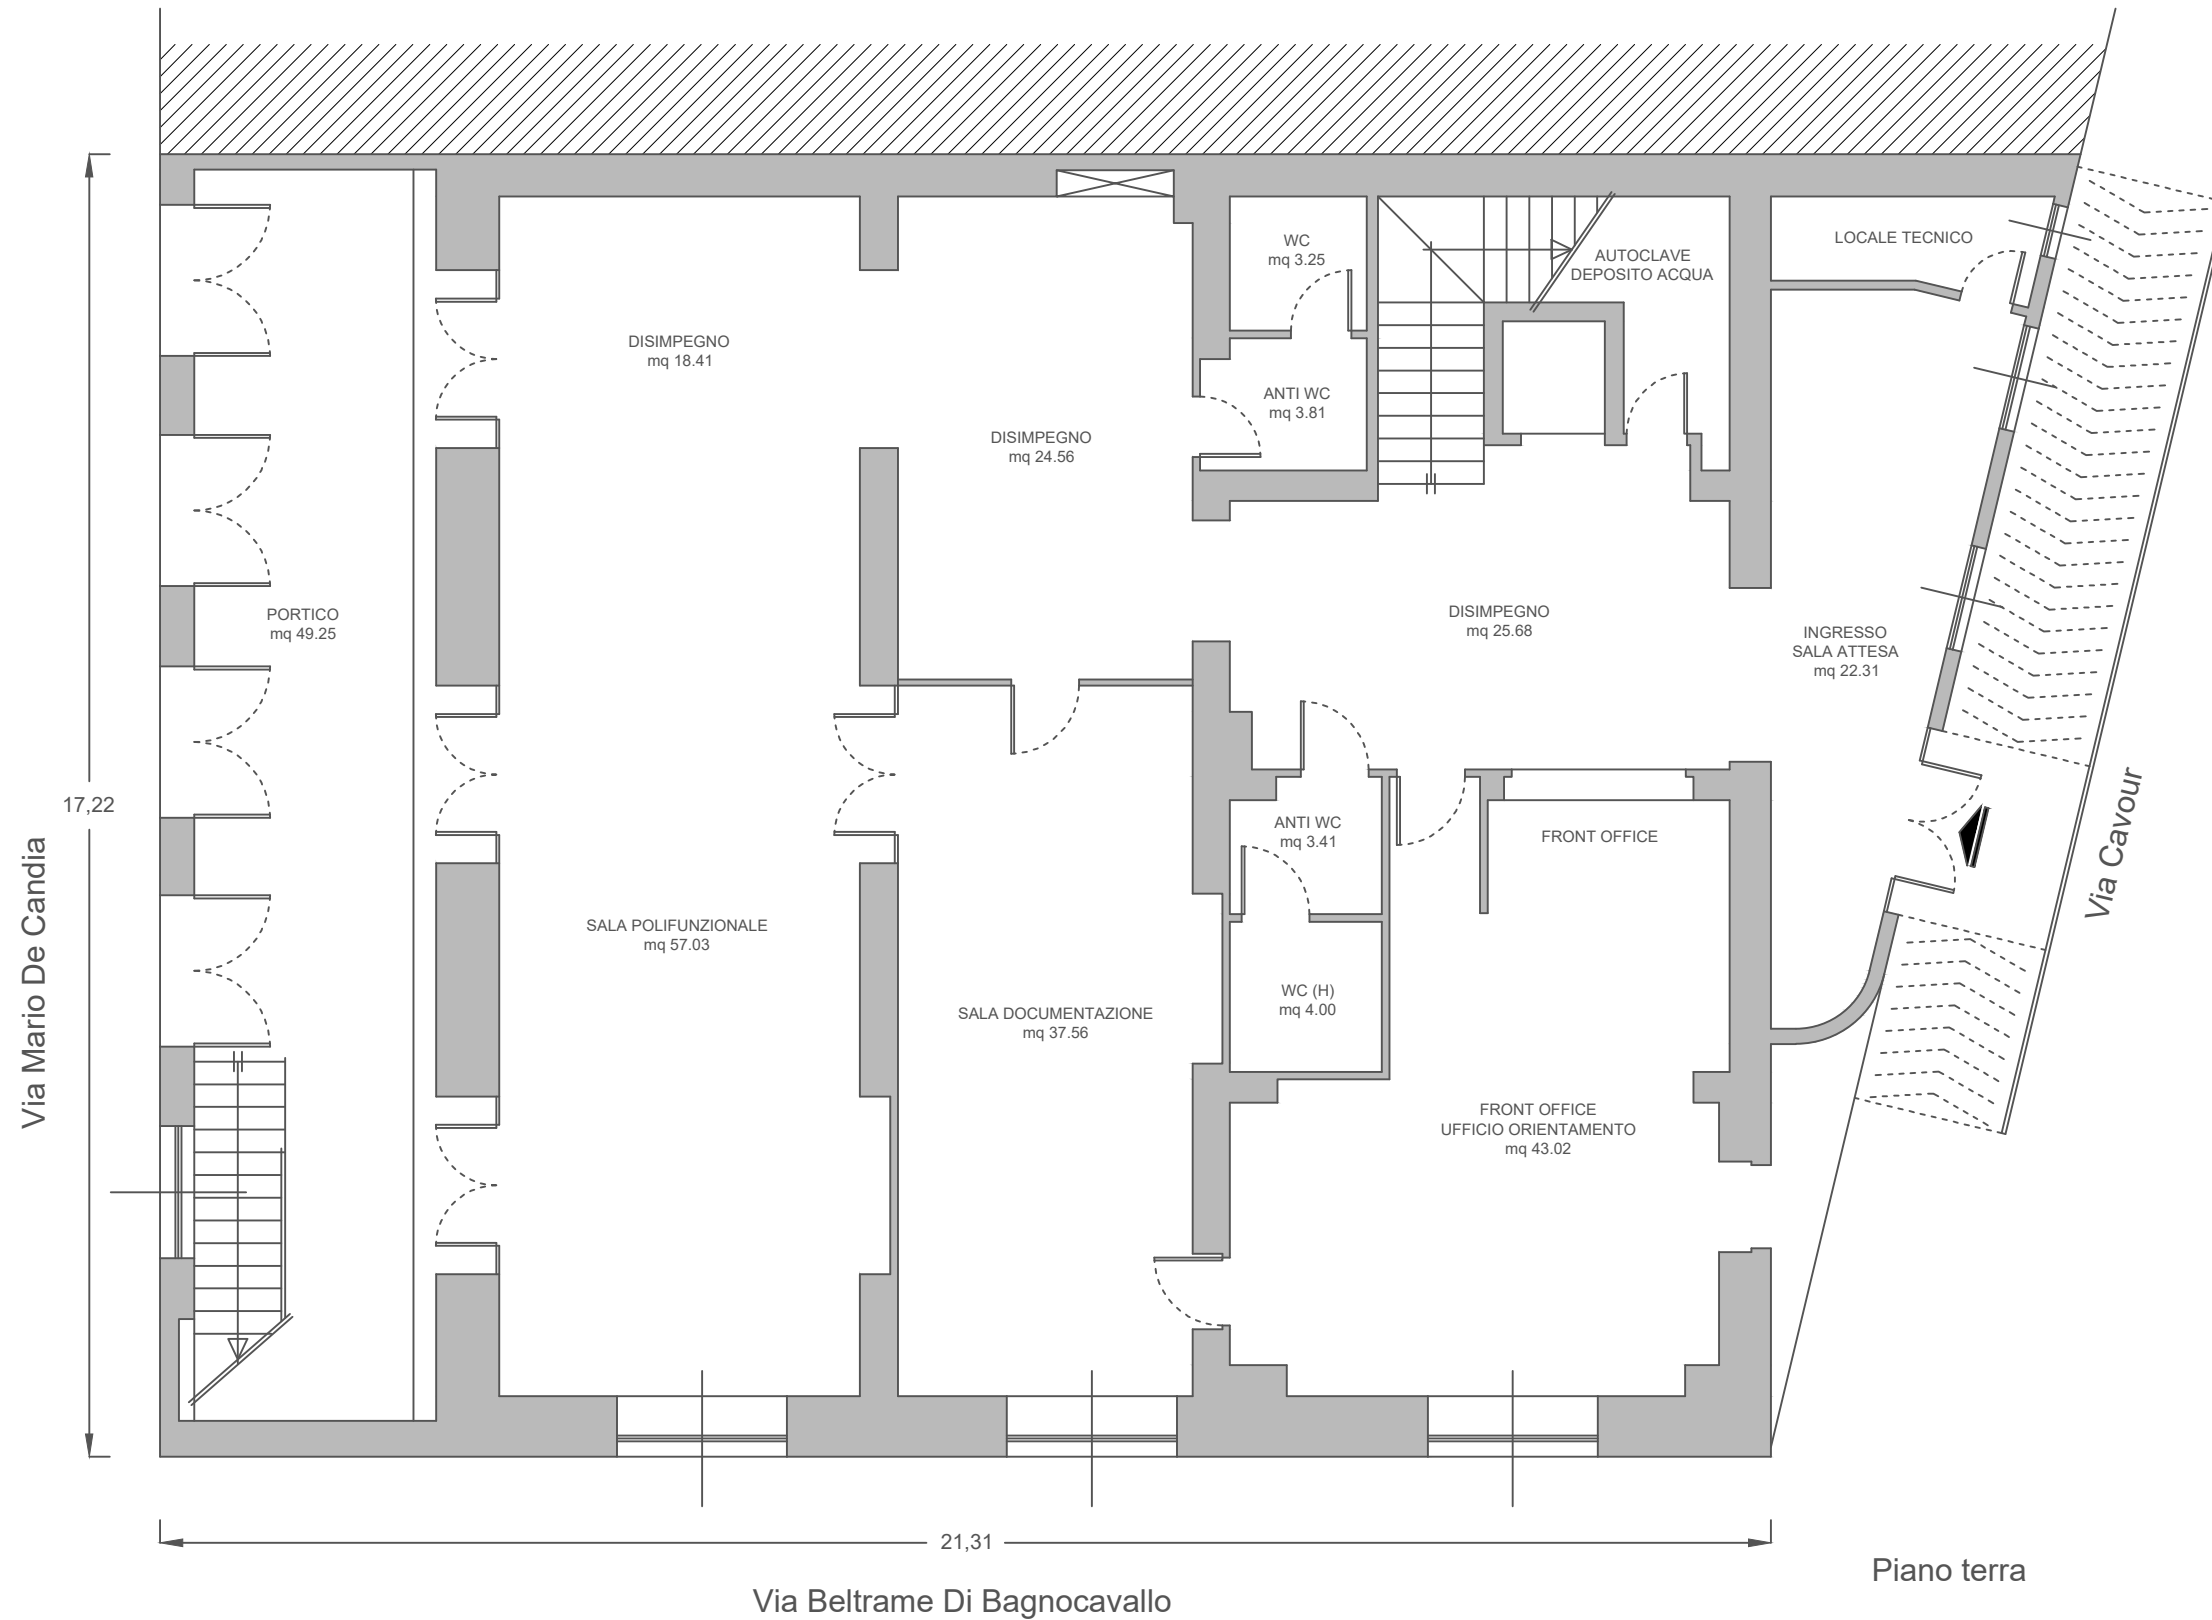 WC
mq 3.25
AUTOCLAVE
DEPOSITO ACQUA
LOCALE TECNICO
DISIMPEGNO
mq 18.41
ANTI WC
mq 3.81
DISIMPEGNO
mq 24.56
PORTICO
mq 49.25
DISIMPEGNO
mq 25.68
INGRESSO
SALA ATTESA
mq 22.31
17,22
Via Mario De Candia
ANTI WC
mq 3.41
FRONT OFFICE
Via Cavour
SALA POLIFUNZIONALE
mq 57.03
WC (H)
mq 4.00
SALA DOCUMENTAZIONE
mq 37.56
FRONT OFFICE
UFFICIO ORIENTAMENTO
mq 43.02
21,31
Piano terra
Via Beltrame Di Bagnocavallo